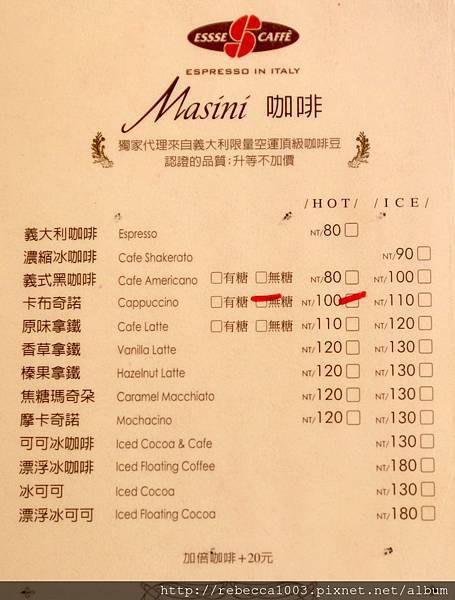 ESSSE CAFFÈ
ESPRESSO IN ITALY
Masini 咖啡
獨家代理來自義大利限量空運頂級咖啡豆
認證的品質;升等不加價
/HOT/ /ICE/
義大利咖啡 Espresso NT/80□
濃縮冰咖啡 Cafe Shakerato NT/90□
義式黑咖啡 Cafe Americano □有糖 □無糖 NT/80□ NT/100□
卡布奇諾 Cappuccino □有糖 □無糖 NT/100□ NT/110□
原味拿鐵 Cafe Latte □有糖 □無糖 NT/110□ NT/120□
香草拿鐵 Vanilla Latte NT/120□ NT/130□
榛果拿鐵 Hazelnut Latte NT/120□ NT/130□
焦糖瑪奇朵 Caramel Macchiato NT/120□ NT/130□
摩卡奇諾 Mochacino NT/120□ NT/130□
可可冰咖啡 Iced Cocoa & Cafe NT/130□
漂浮冰咖啡 Iced Floating Coffee NT/180□
冰可可 Iced Cocoa NT/130□
漂浮冰可可 Iced Floating Cocoa NT/180□
加倍咖啡+20元
http://rebecca1003.pixnet.net/album